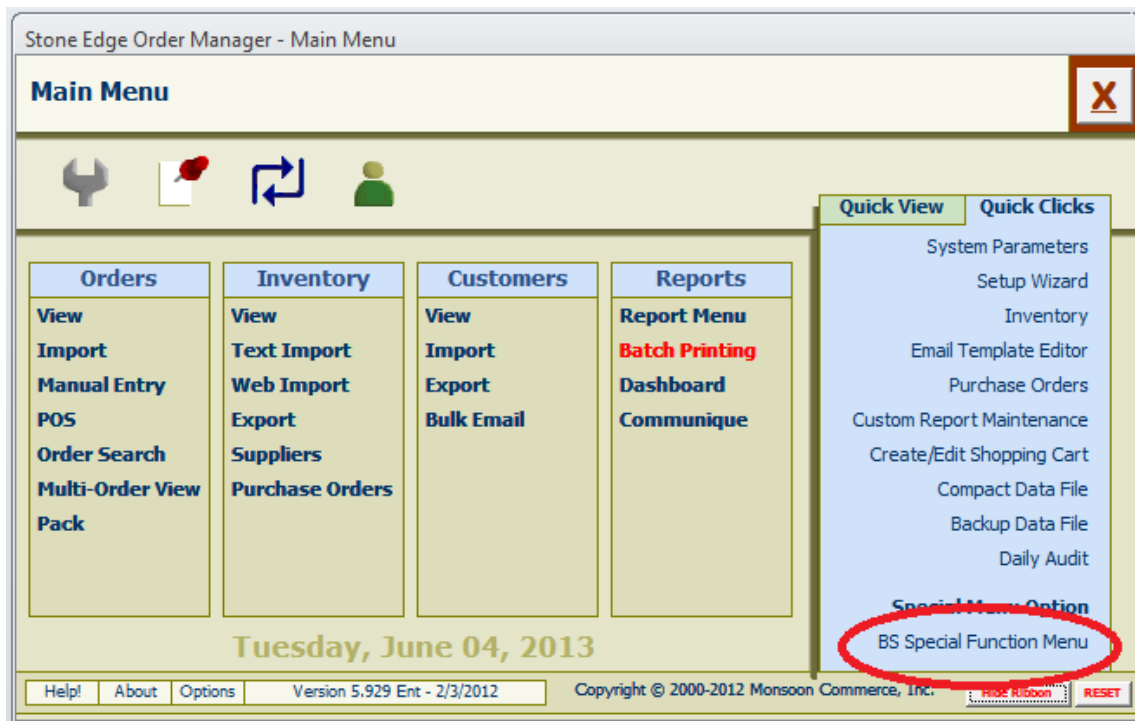 Stone Edge Order Manager - Main Menu
Main Menu
X
Quick View
Quick Clicks
System Parameters
Setup Wizard
Inventory
Email Template Editor
Purchase Orders
Custom Report Maintenance
Create/Edit Shopping Cart
Compact Data File
Backup Data File
Daily Audit
Special Menu Option
BS Special Function Menu
Orders
View
Import
Manual Entry
POS
Order Search
Multi-Order View
Pack
Inventory
View
Text Import
Web Import
Export
Suppliers
Purchase Orders
Customers
View
Import
Export
Bulk Email
Reports
Report Menu
Batch Printing
Dashboard
Communique
Tuesday, June 04, 2013
Help! About Options Version 5.929 Ent - 2/3/2012 Copyright © 2000-2012 Monsoon Commerce, Inc. Hide Ribbon RESET